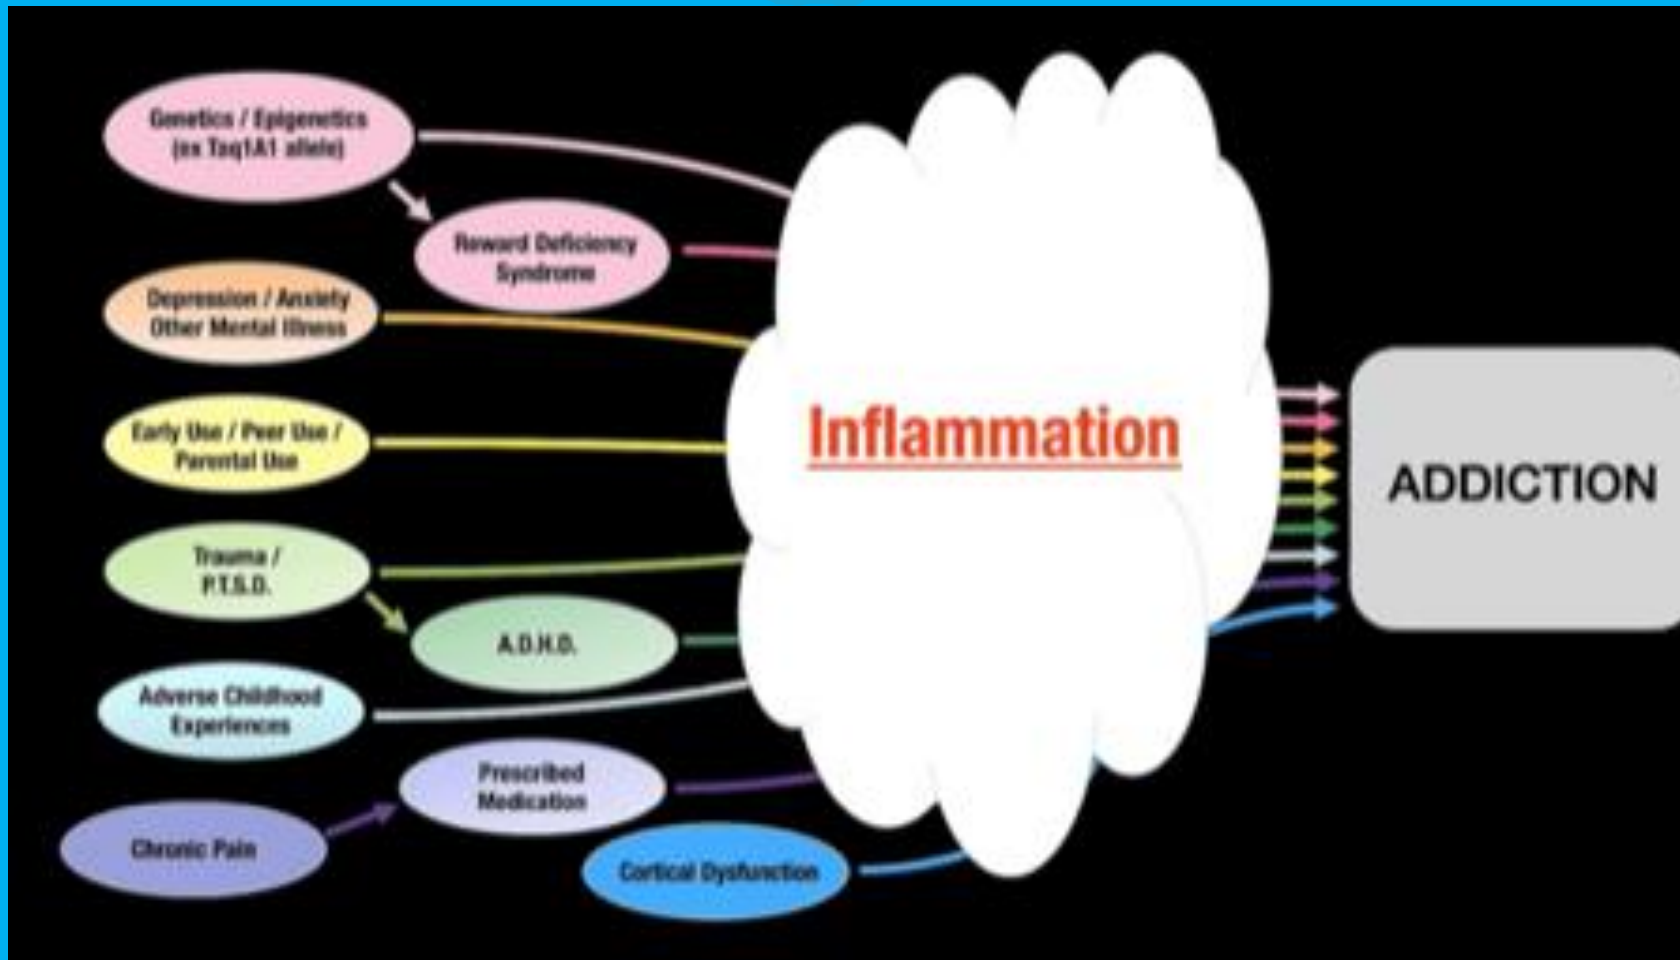 Genetics / Epigenetics
(ex Taq1A1 allele)
Reward Deficiency
Syndrome
Depression / Anxiety
Other Mental Illness
Early Use / Peer Use /
Parental Use
Trauma /
P.T.S.D.
A.D.H.D.
Adverse Childhood
Experiences
Prescribed
Medication
Chronic Pain
Cortical Dysfunction
Inflammation
ADDICTION